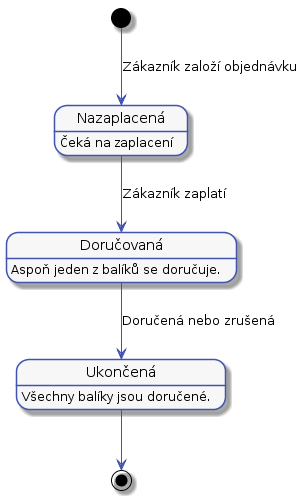 Zákazník založí objednávku
Nazaplacená
Čeká na zaplacení
Zákazník zaplatí
Doručovaná
Aspoň jeden z balíků se doručuje.
Doručená nebo zrušená
Ukončená
Všechny balíky jsou doručené.